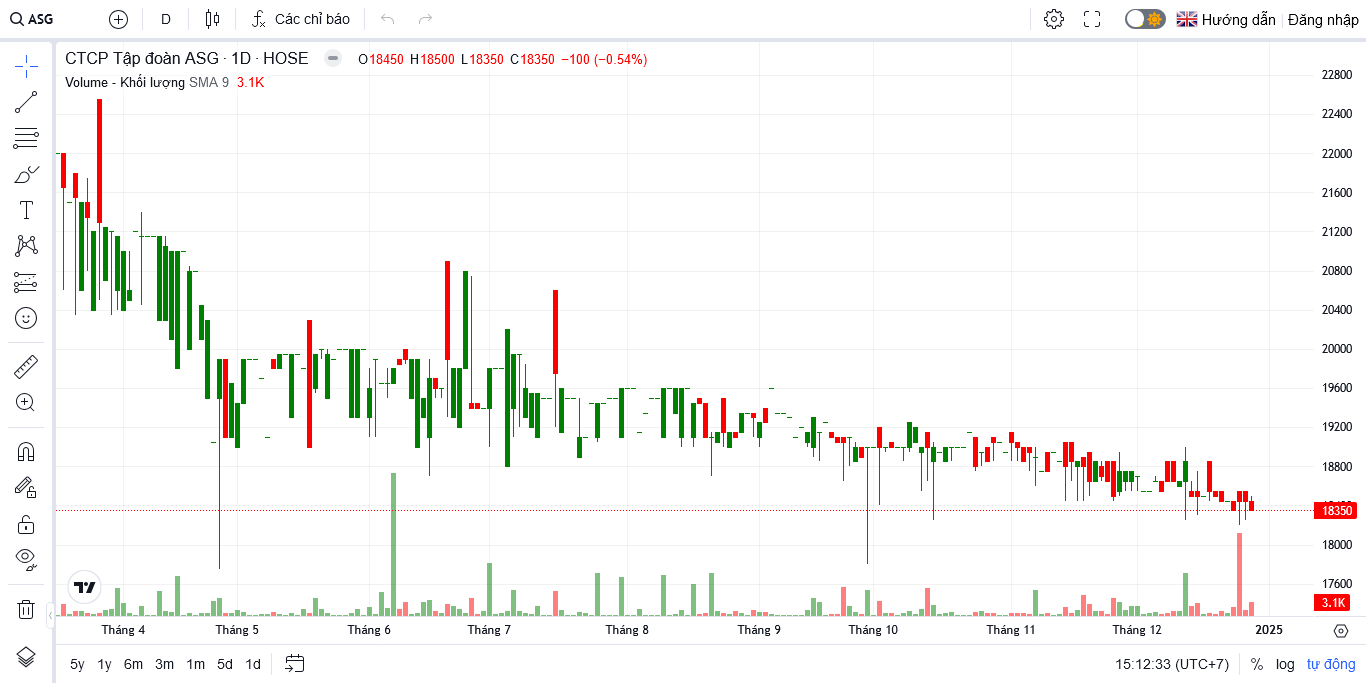 ASG D Các chỉ báo Hướng dẫn Đăng nhập
CTCP Tập đoàn ASG · 1D · HOSE O18450 H18500 L18350 C18350 −100 (−0.54%)
Volume - Khối lượng SMA 9 3.1K
22800
22400
22000
21600
21200
20800
20400
20000
19600
19200
18800
18350
18000
17600
3.1K
Tháng 4 Tháng 5 Tháng 6 Tháng 7 Tháng 8 Tháng 9 Tháng 10 Tháng 11 Tháng 12 2025
5y 1y 6m 3m 1m 5d 1d 15:12:33 (UTC+7) % log tự động